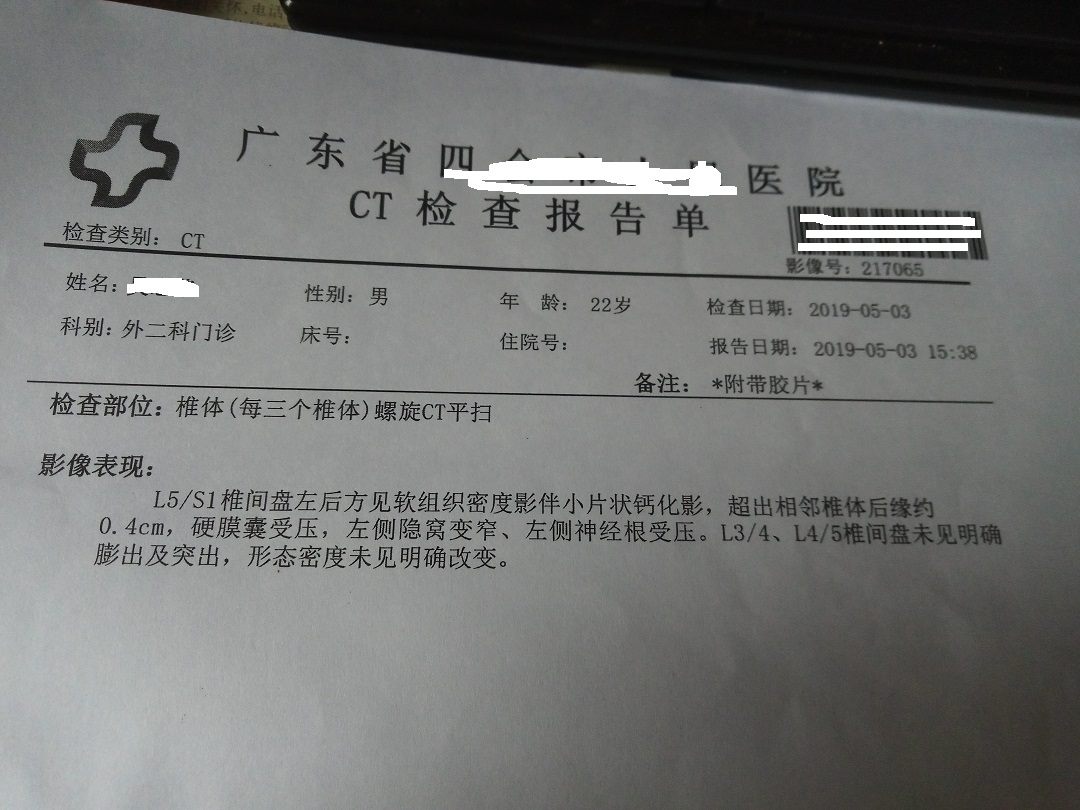 广东省四 医院
CT检查报告单
检查类别：CT
影像号：217065
姓名：
性别：男
年 龄：22岁
检查日期：2019-05-03
科别：外二科门诊
床号：
住院号：
报告日期：2019-05-03 15:38
备注：*附带胶片*
检查部位：椎体(每三个椎体)螺旋CT平扫
影像表现：
L5/S1椎间盘左后方见软组织密度影伴小片状钙化影，超出相邻椎体后缘约
0.4cm，硬膜囊受压，左侧隐窝变窄、左侧神经根受压。L3/4、L4/5椎间盘未见明确
膨出及突出，形态密度未见明确改变。